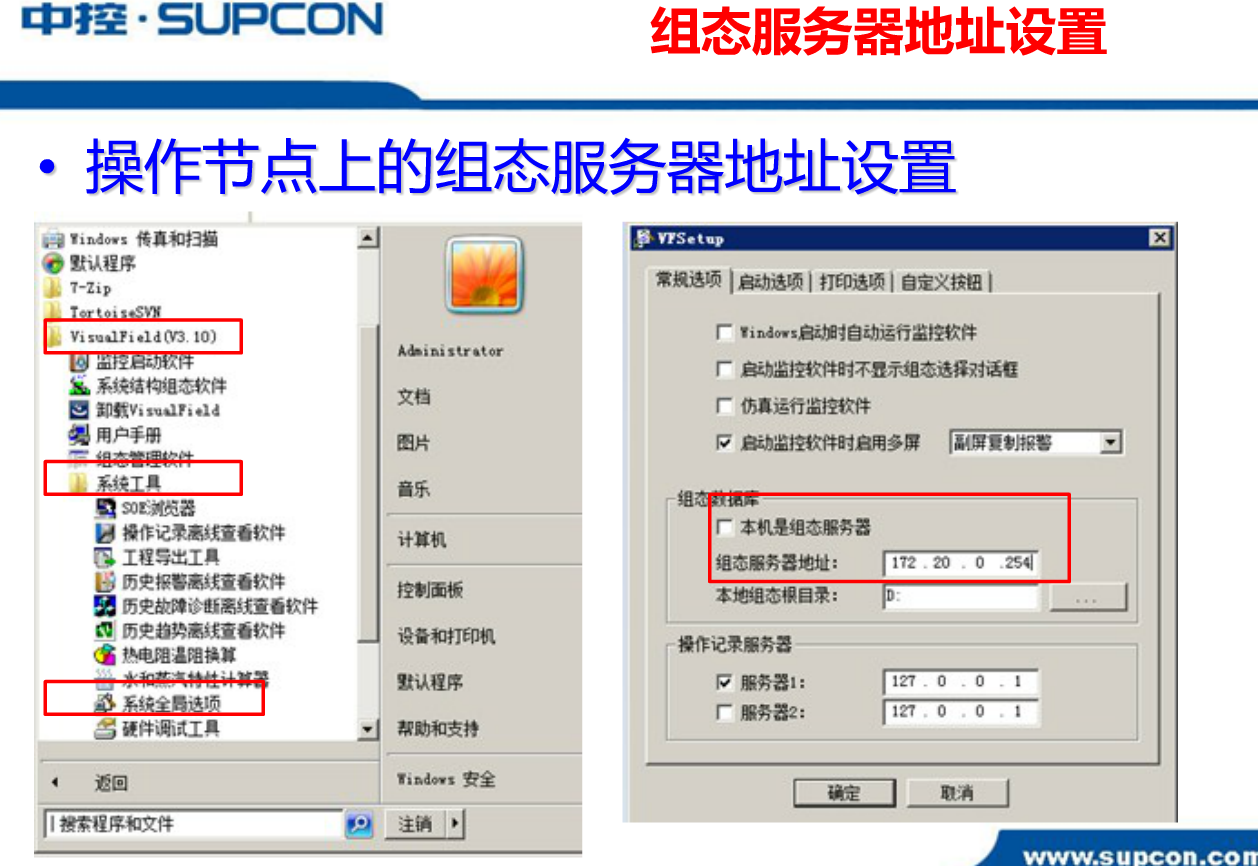 中控·SUPCON
组态服务器地址设置
• 操作节点上的组态服务器地址设置
Windows 传真和扫描
默认程序
7-Zip
TortoiseSVN
VisualField(V3.10)
监控启动软件
系统结构组态软件
卸载VisualField
用户手册
组态管理软件
系统工具
SOE浏览器
操作记录离线查看软件
工程导出工具
历史报警离线查看软件
历史故障诊断离线查看软件
历史趋势离线查看软件
热电阻温阻换算
水和蒸汽特性计算器
系统全局选项
硬件调试工具
返回
搜索程序和文件
Administrator
文档
图片
音乐
计算机
控制面板
设备和打印机
默认程序
帮助和支持
Windows 安全
注销
VFSetup
常规选项 启动选项 打印选项 自定义按钮
Windows启动时自动运行监控软件
启动监控软件时不显示组态选择对话框
仿真运行监控软件
启动监控软件时启用多屏 副屏复制报警
组态数据库
本机是组态服务器
组态服务器地址: 172 . 20 . 0 .254
本地组态根目录: D: ...
操作记录服务器
服务器1: 127 . 0 . 0 . 1
服务器2: 127 . 0 . 0 . 1
确定 取消
www.supcon.com